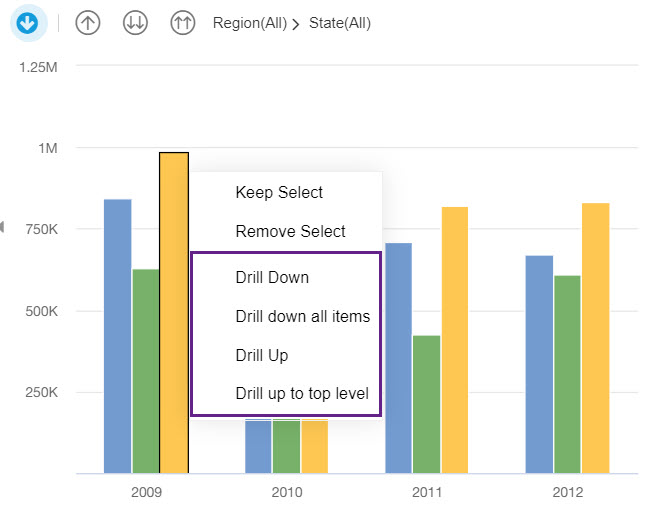 Region(All) > State(All)
1.25M
1M
750K
500K
250K
Keep Select
Remove Select
Drill Down
Drill down all items
Drill Up
Drill up to top level
2009 2010 2011 2012